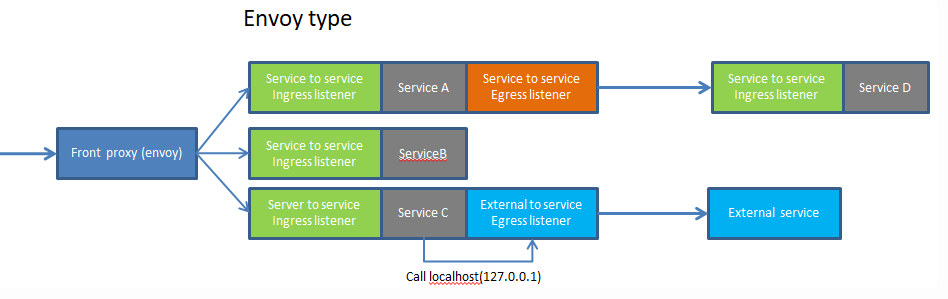 Envoy type
Service to service
Ingress listener
Service A
Service to service
Egress listener
Service to service
Ingress listener
Service D
Front proxy (envoy)
Service to service
Ingress listener
ServiceB
Server to service
Ingress listener
Service C
External to service
Egress listener
External service
Call localhost(127.0.0.1)